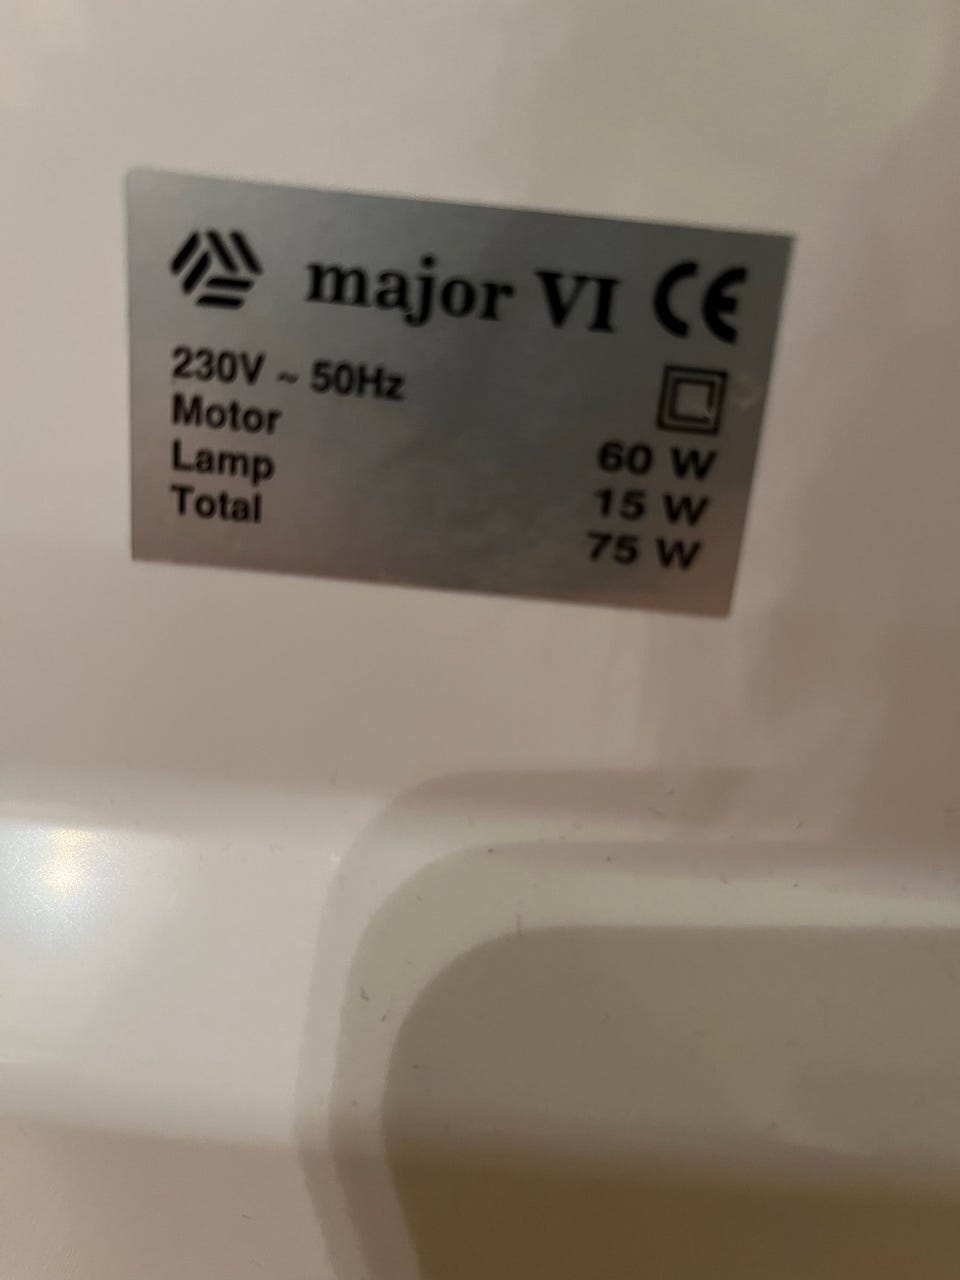 major VI CE
230V ~ 50Hz
Motor 60 W
Lamp 15 W
Total 75 W